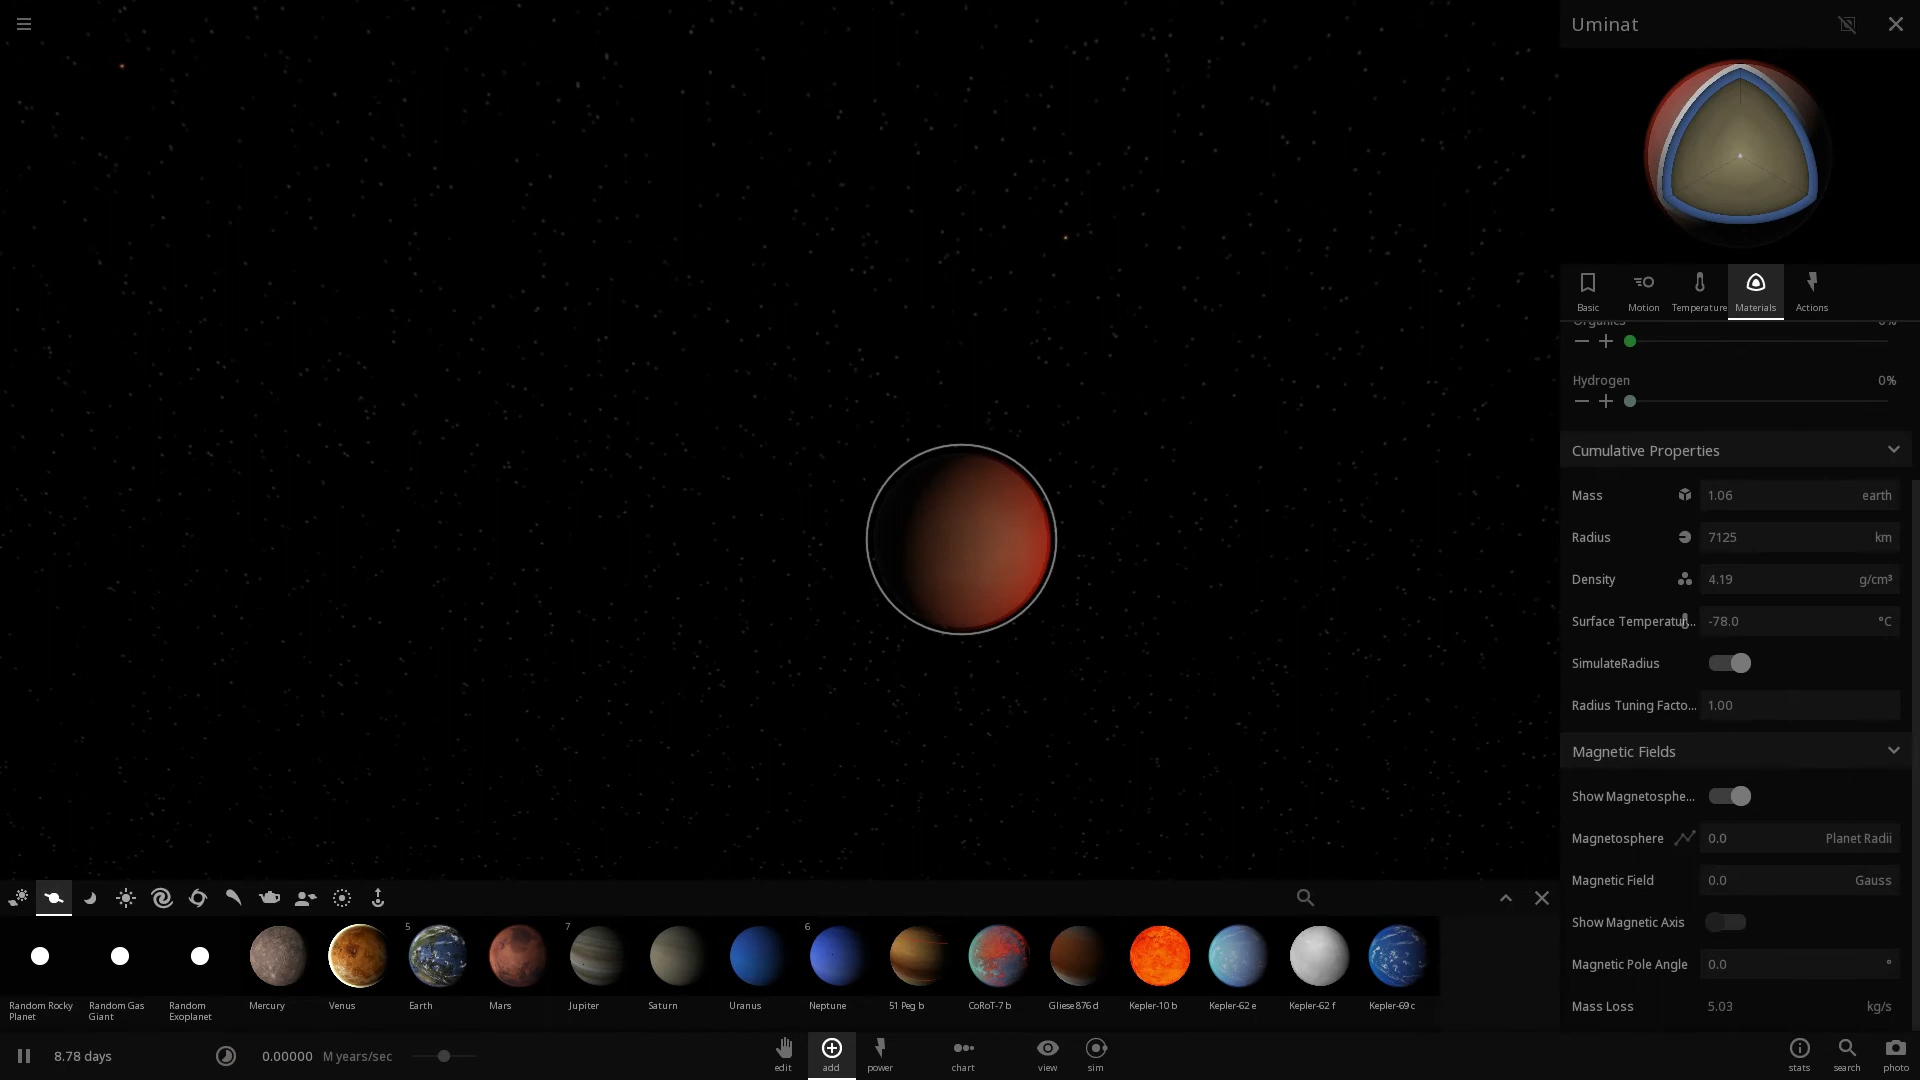 Uminat
Basic
Motion
Temperature
Materials
Actions
Organics 0%
Hydrogen 0%
Cumulative Properties
Mass 1.06 earth
Radius 7125 km
Density 4.19 g/cm³
Surface Temperatur... -78.0 °C
SimulateRadius
Radius Tuning Facto... 1.00
Magnetic Fields
Show Magnetosphe...
Magnetosphere 0.0 Planet Radii
Magnetic Field 0.0 Gauss
Show Magnetic Axis
Magnetic Pole Angle 0.0 °
Mass Loss 5.03 kg/s
5
7
6
Random Rocky
Planet
Random Gas
Giant
Random
Exoplanet
Mercury
Venus
Earth
Mars
Jupiter
Saturn
Uranus
Neptune
51 Peg b
CoRoT-7 b
Gliese 876 d
Kepler-10 b
Kepler-62 e
Kepler-62 f
Kepler-69 c
8.78 days
0.00000 M years/sec
edit
add
power
chart
view
sim
stats
search
photo